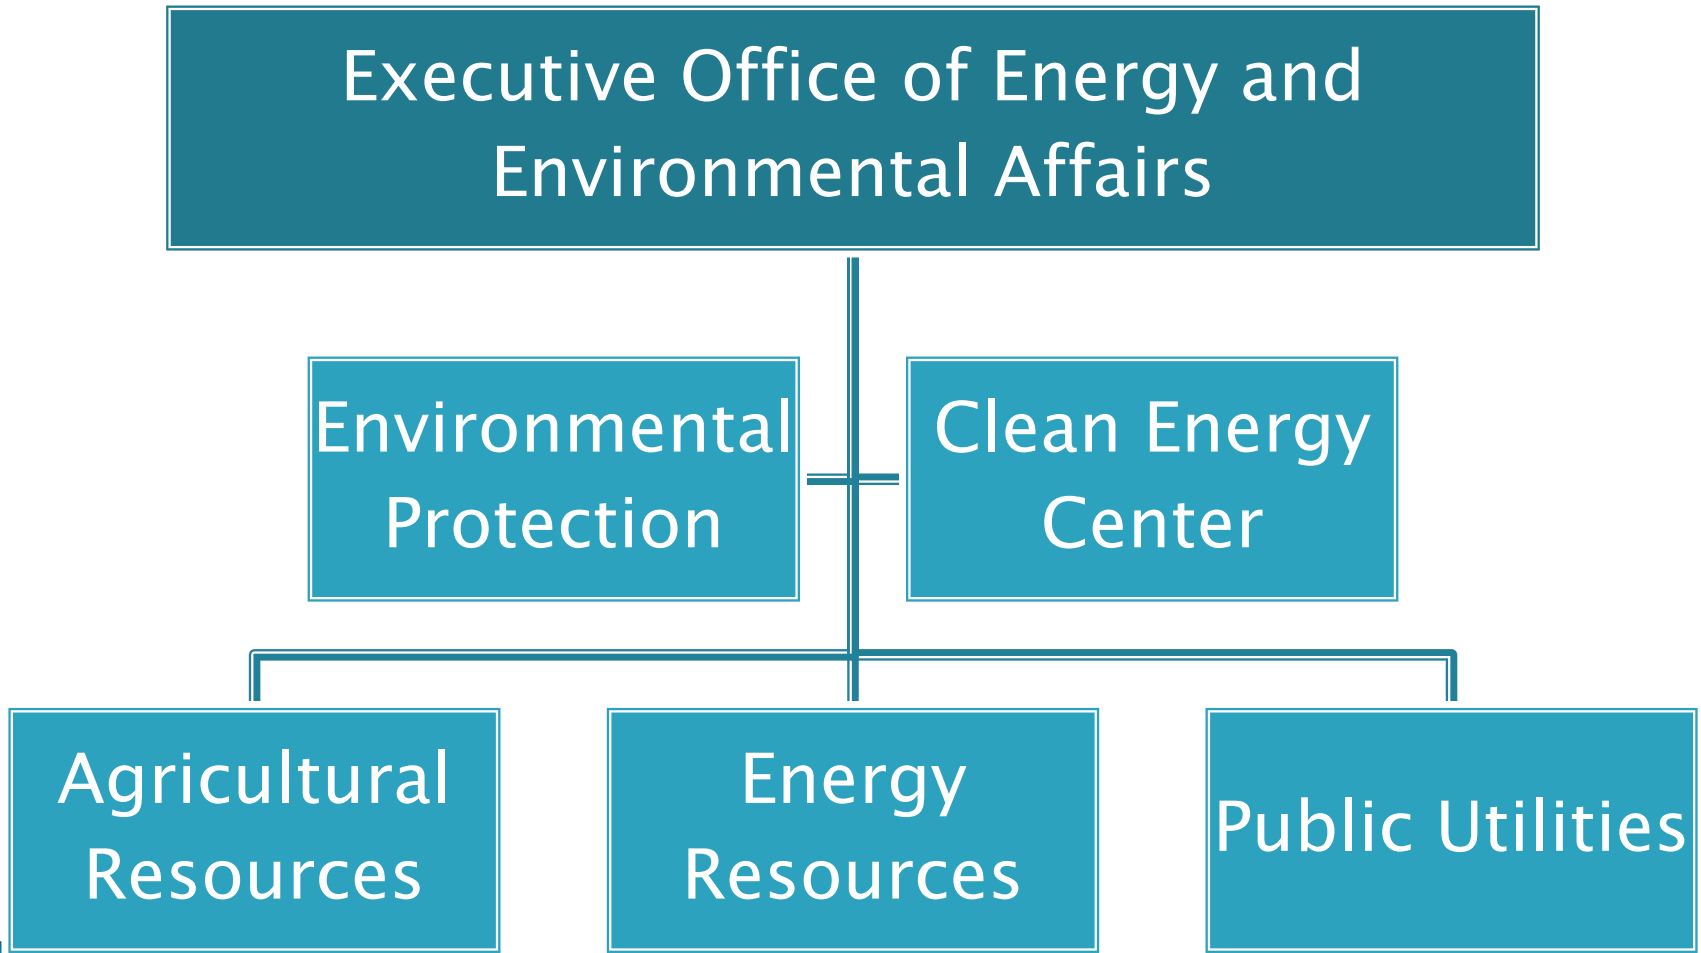 Executive Office of Energy and
Environmental Affairs
Environmental
Protection
Clean Energy
Center
Agricultural
Resources
Energy
Resources
Public Utilities